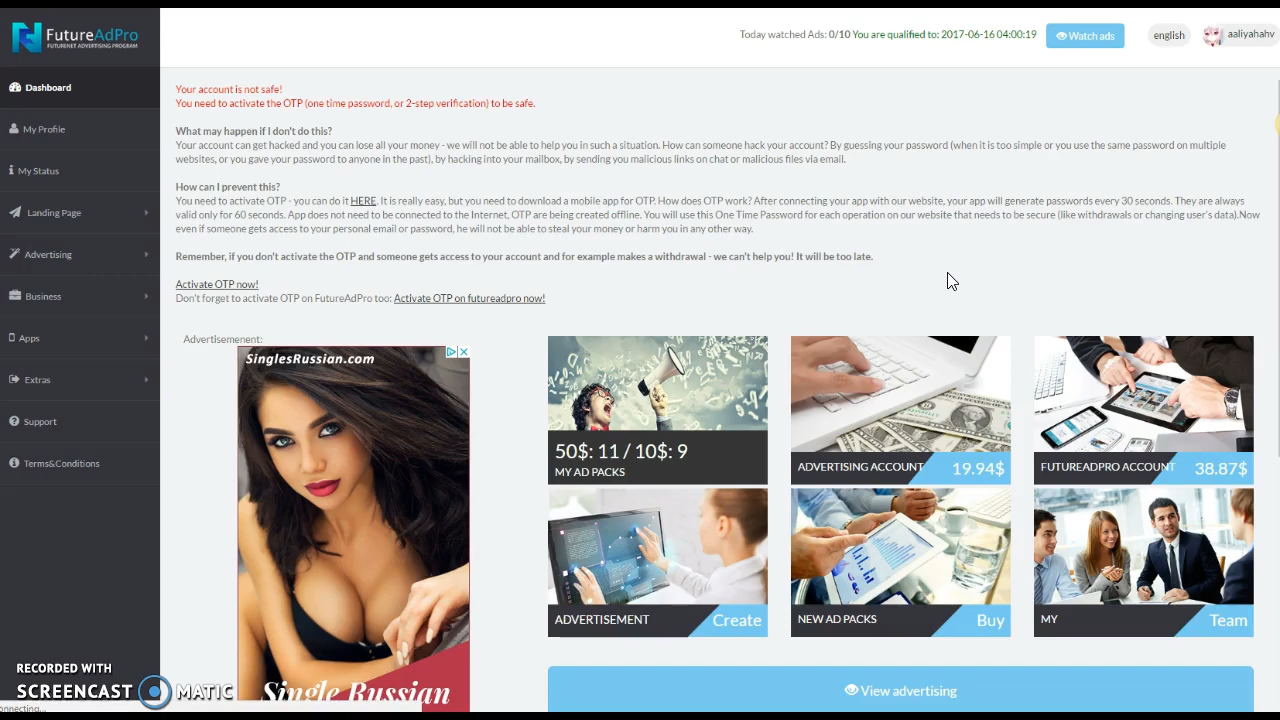 FutureAdPro
FUTURENET ADVERTISING PROGRAM
Today watched Ads: 0/10 You are qualified to: 2017-06-16 04:00:19
Watch ads
english
aaliyahahv
Dashboard
My Profile
My Status
Landing Page
Advertising
Business
Apps
Extras
Support
Terms&Conditions
Your account is not safe!
You need to activate the OTP (one time password, or 2-step verification) to be safe.
What may happen if I don't do this?
Your account can get hacked and you can lose all your money - we will not be able to help you in such a situation. How can someone hack your account? By guessing your password (when it is too simple or you use the same password on multiple
websites, or you gave your password to anyone in the past), by hacking into your mailbox, by sending you malicious links on chat or malicious files via email.
How can I prevent this?
You need to activate OTP - you can do it HERE. It is really easy, but you need to download a mobile app for OTP. How does OTP work? After connecting your app with our website, your app will generate passwords every 30 seconds. They are always
valid only for 60 seconds. App does not need to be connected to the Internet, OTP are being created offline. You will use this One Time Password for each operation on our website that needs to be secure (like withdrawals or changing user's data).Now
even if someone gets access to your personal email or password, he will not be able to steal your money or harm you in any other way.
Remember, if you don't activate the OTP and someone gets access to your account and for example makes a withdrawal - we can't help you! It will be too late.
Activate OTP now!
Don't forget to activate OTP on FutureAdPro too: Activate OTP on futureadpro now!
Advertisemenent:
SinglesRussian.com
Single Russian
50$: 11 / 10$: 9
MY AD PACKS
ADVERTISING ACCOUNT 19.94$
FUTUREADPRO ACCOUNT 38.87$
ADVERTISEMENT Create
NEW AD PACKS Buy
MY Team
View advertising
RECORDED WITH
SCREENCAST MATIC
onnecting...